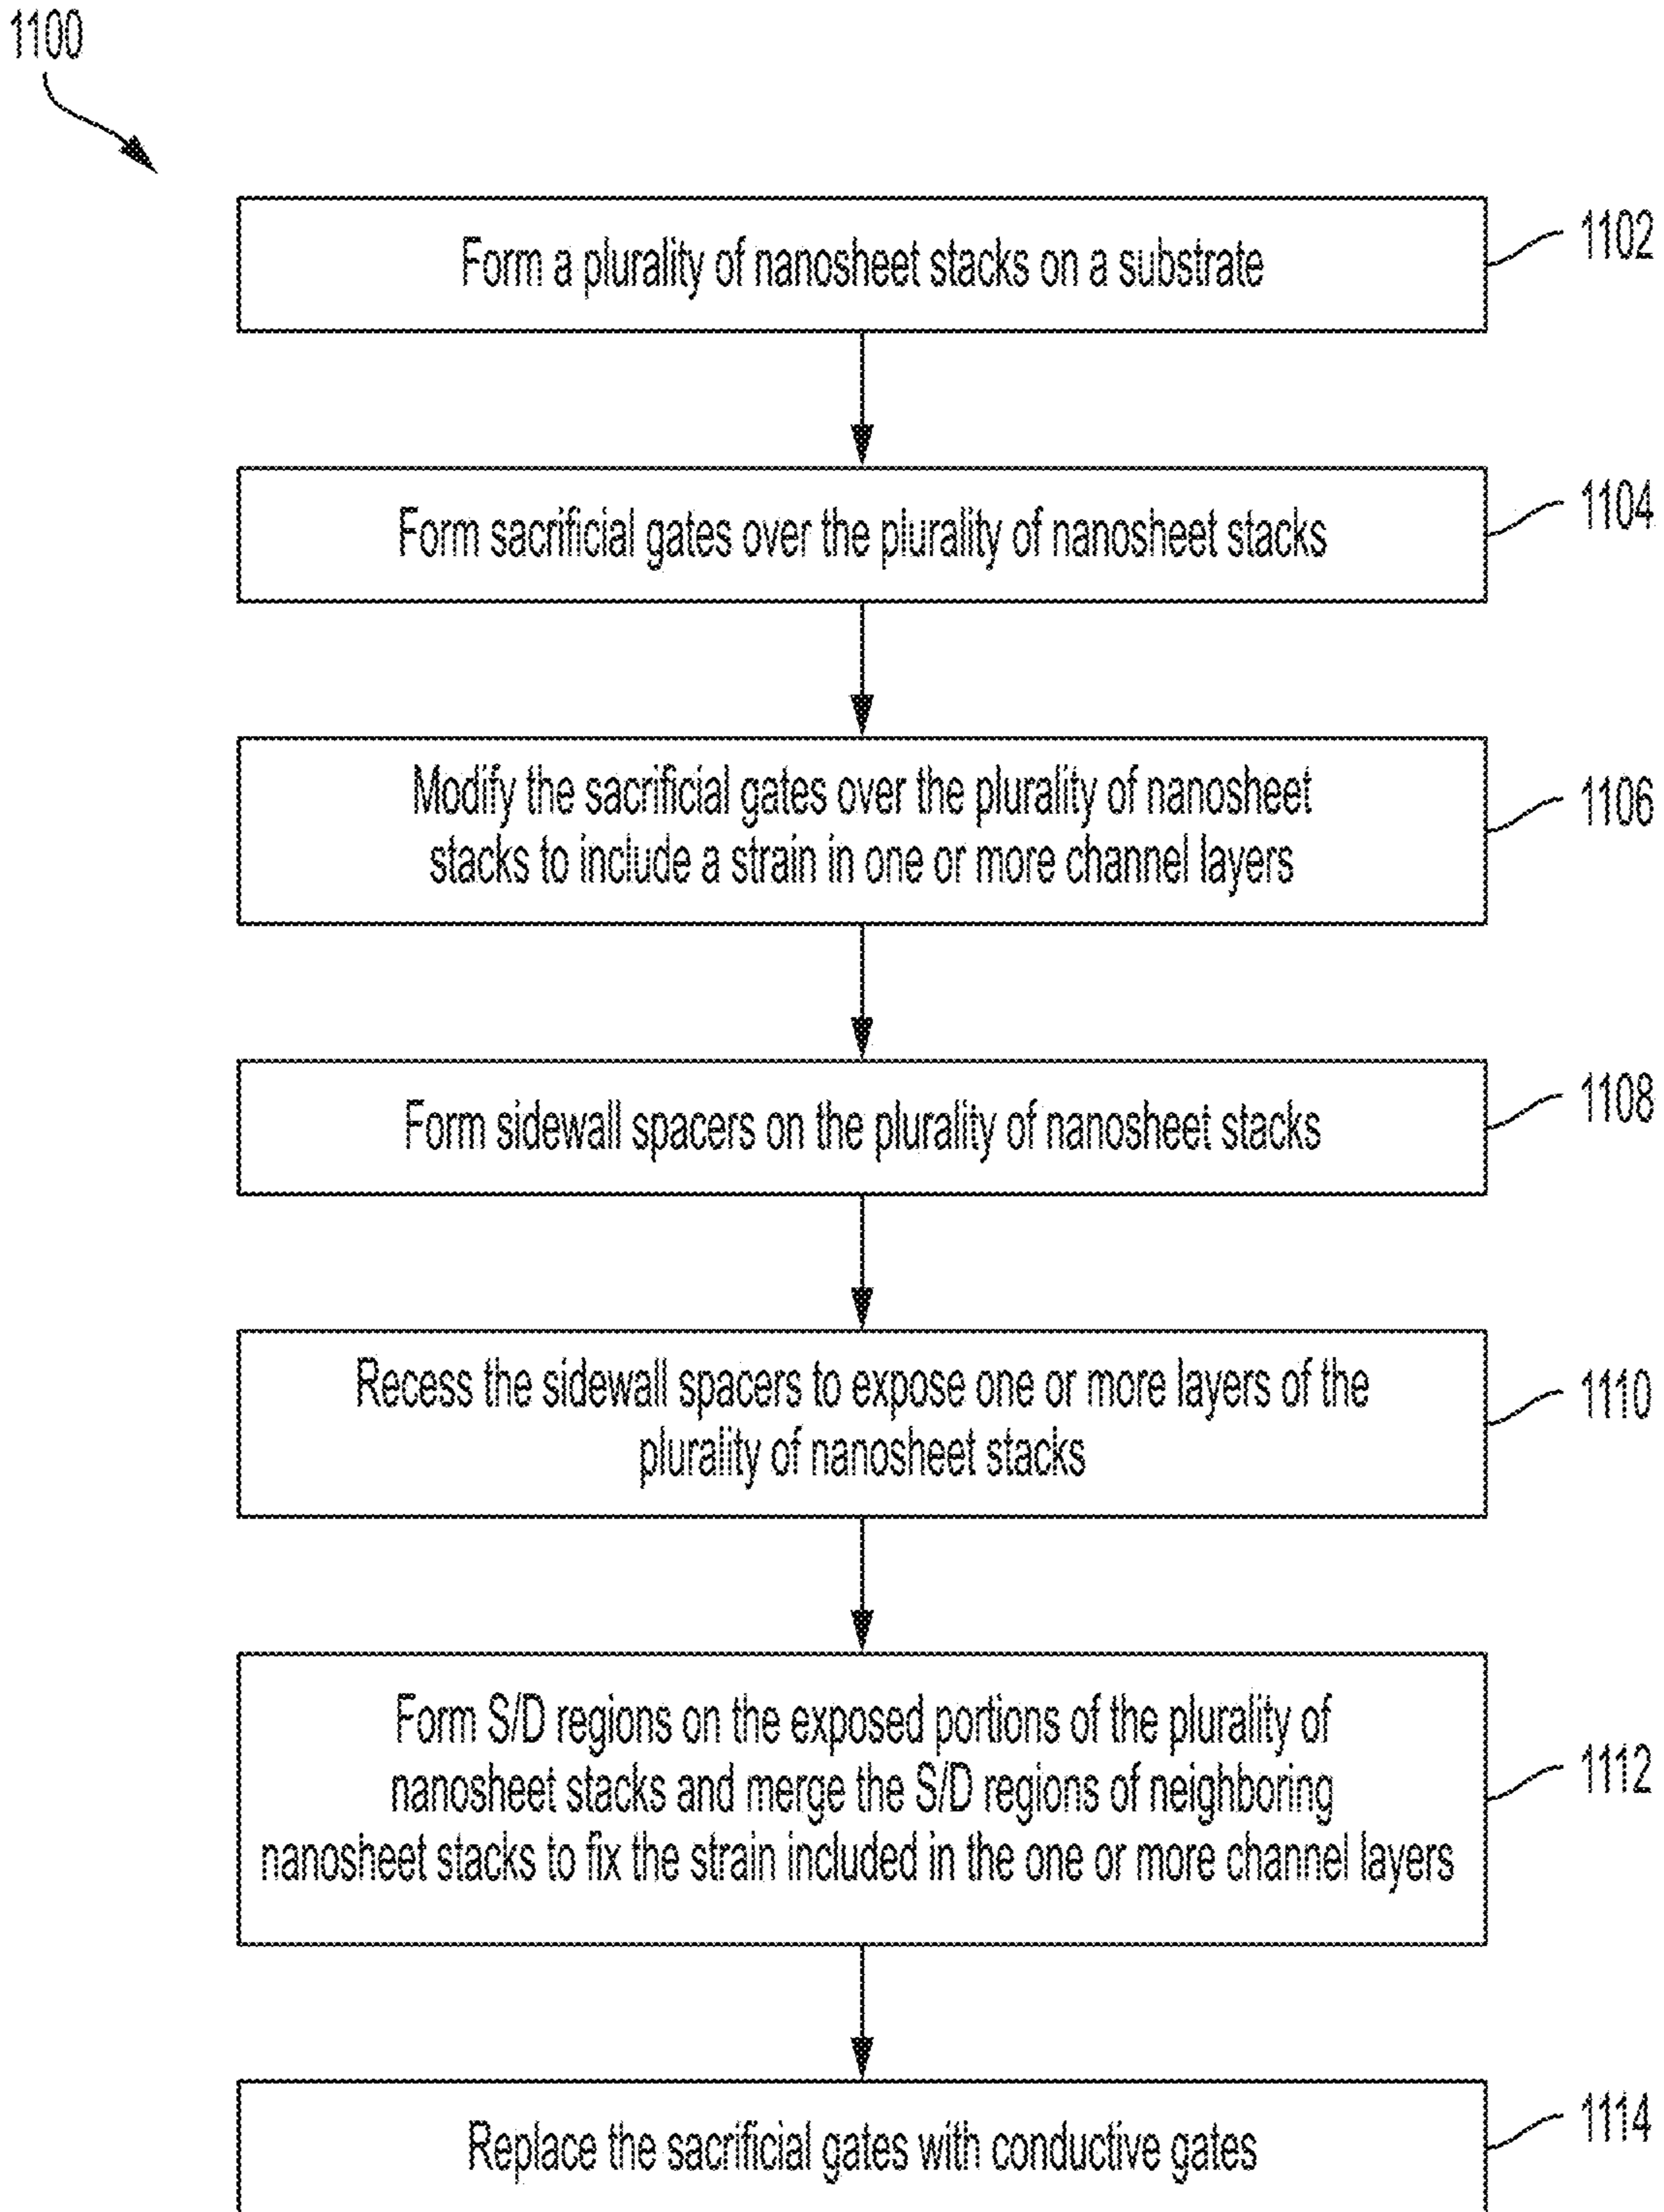 1100
Form a plurality of nanosheet stacks on a substrate
1102
Form sacrificial gates over the plurality of nanosheet stacks
1104
Modify the sacrificial gates over the plurality of nanosheet
stacks to include a strain in one or more channel layers
1106
Form sidewall spacers on the plurality of nanosheet stacks
1108
Recess the sidewall spacers to expose one or more layers of the
plurality of nanosheet stacks
1110
Form S/D regions on the exposed portions of the plurality of
nanosheet stacks and merge the S/D regions of neighboring
nanosheet stacks to fix the strain included in the one or more channel layers
1112
Replace the sacrificial gates with conductive gates
1114